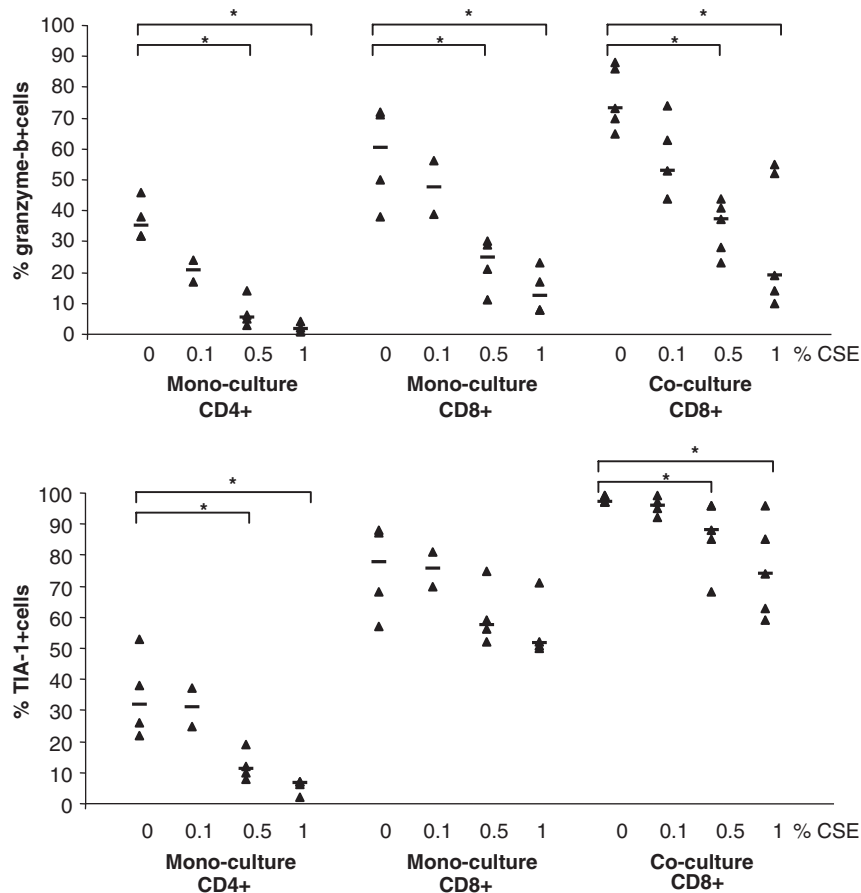 * * *
* * *
% granzyme-b+cells
100
90
80
70
60
50
40
30
20
10
0
0 0.1 0.5 1 0 0.1 0.5 1 0 0.1 0.5 1 % CSE
Mono-culture Mono-culture Co-culture
CD4+ CD8+ CD8+
*
* *
*
% TIA-1+cells
100
90
80
70
60
50
40
30
20
10
0
0 0.1 0.5 1 0 0.1 0.5 1 0 0.1 0.5 1 % CSE
Mono-culture Mono-culture Co-culture
CD4+ CD8+ CD8+